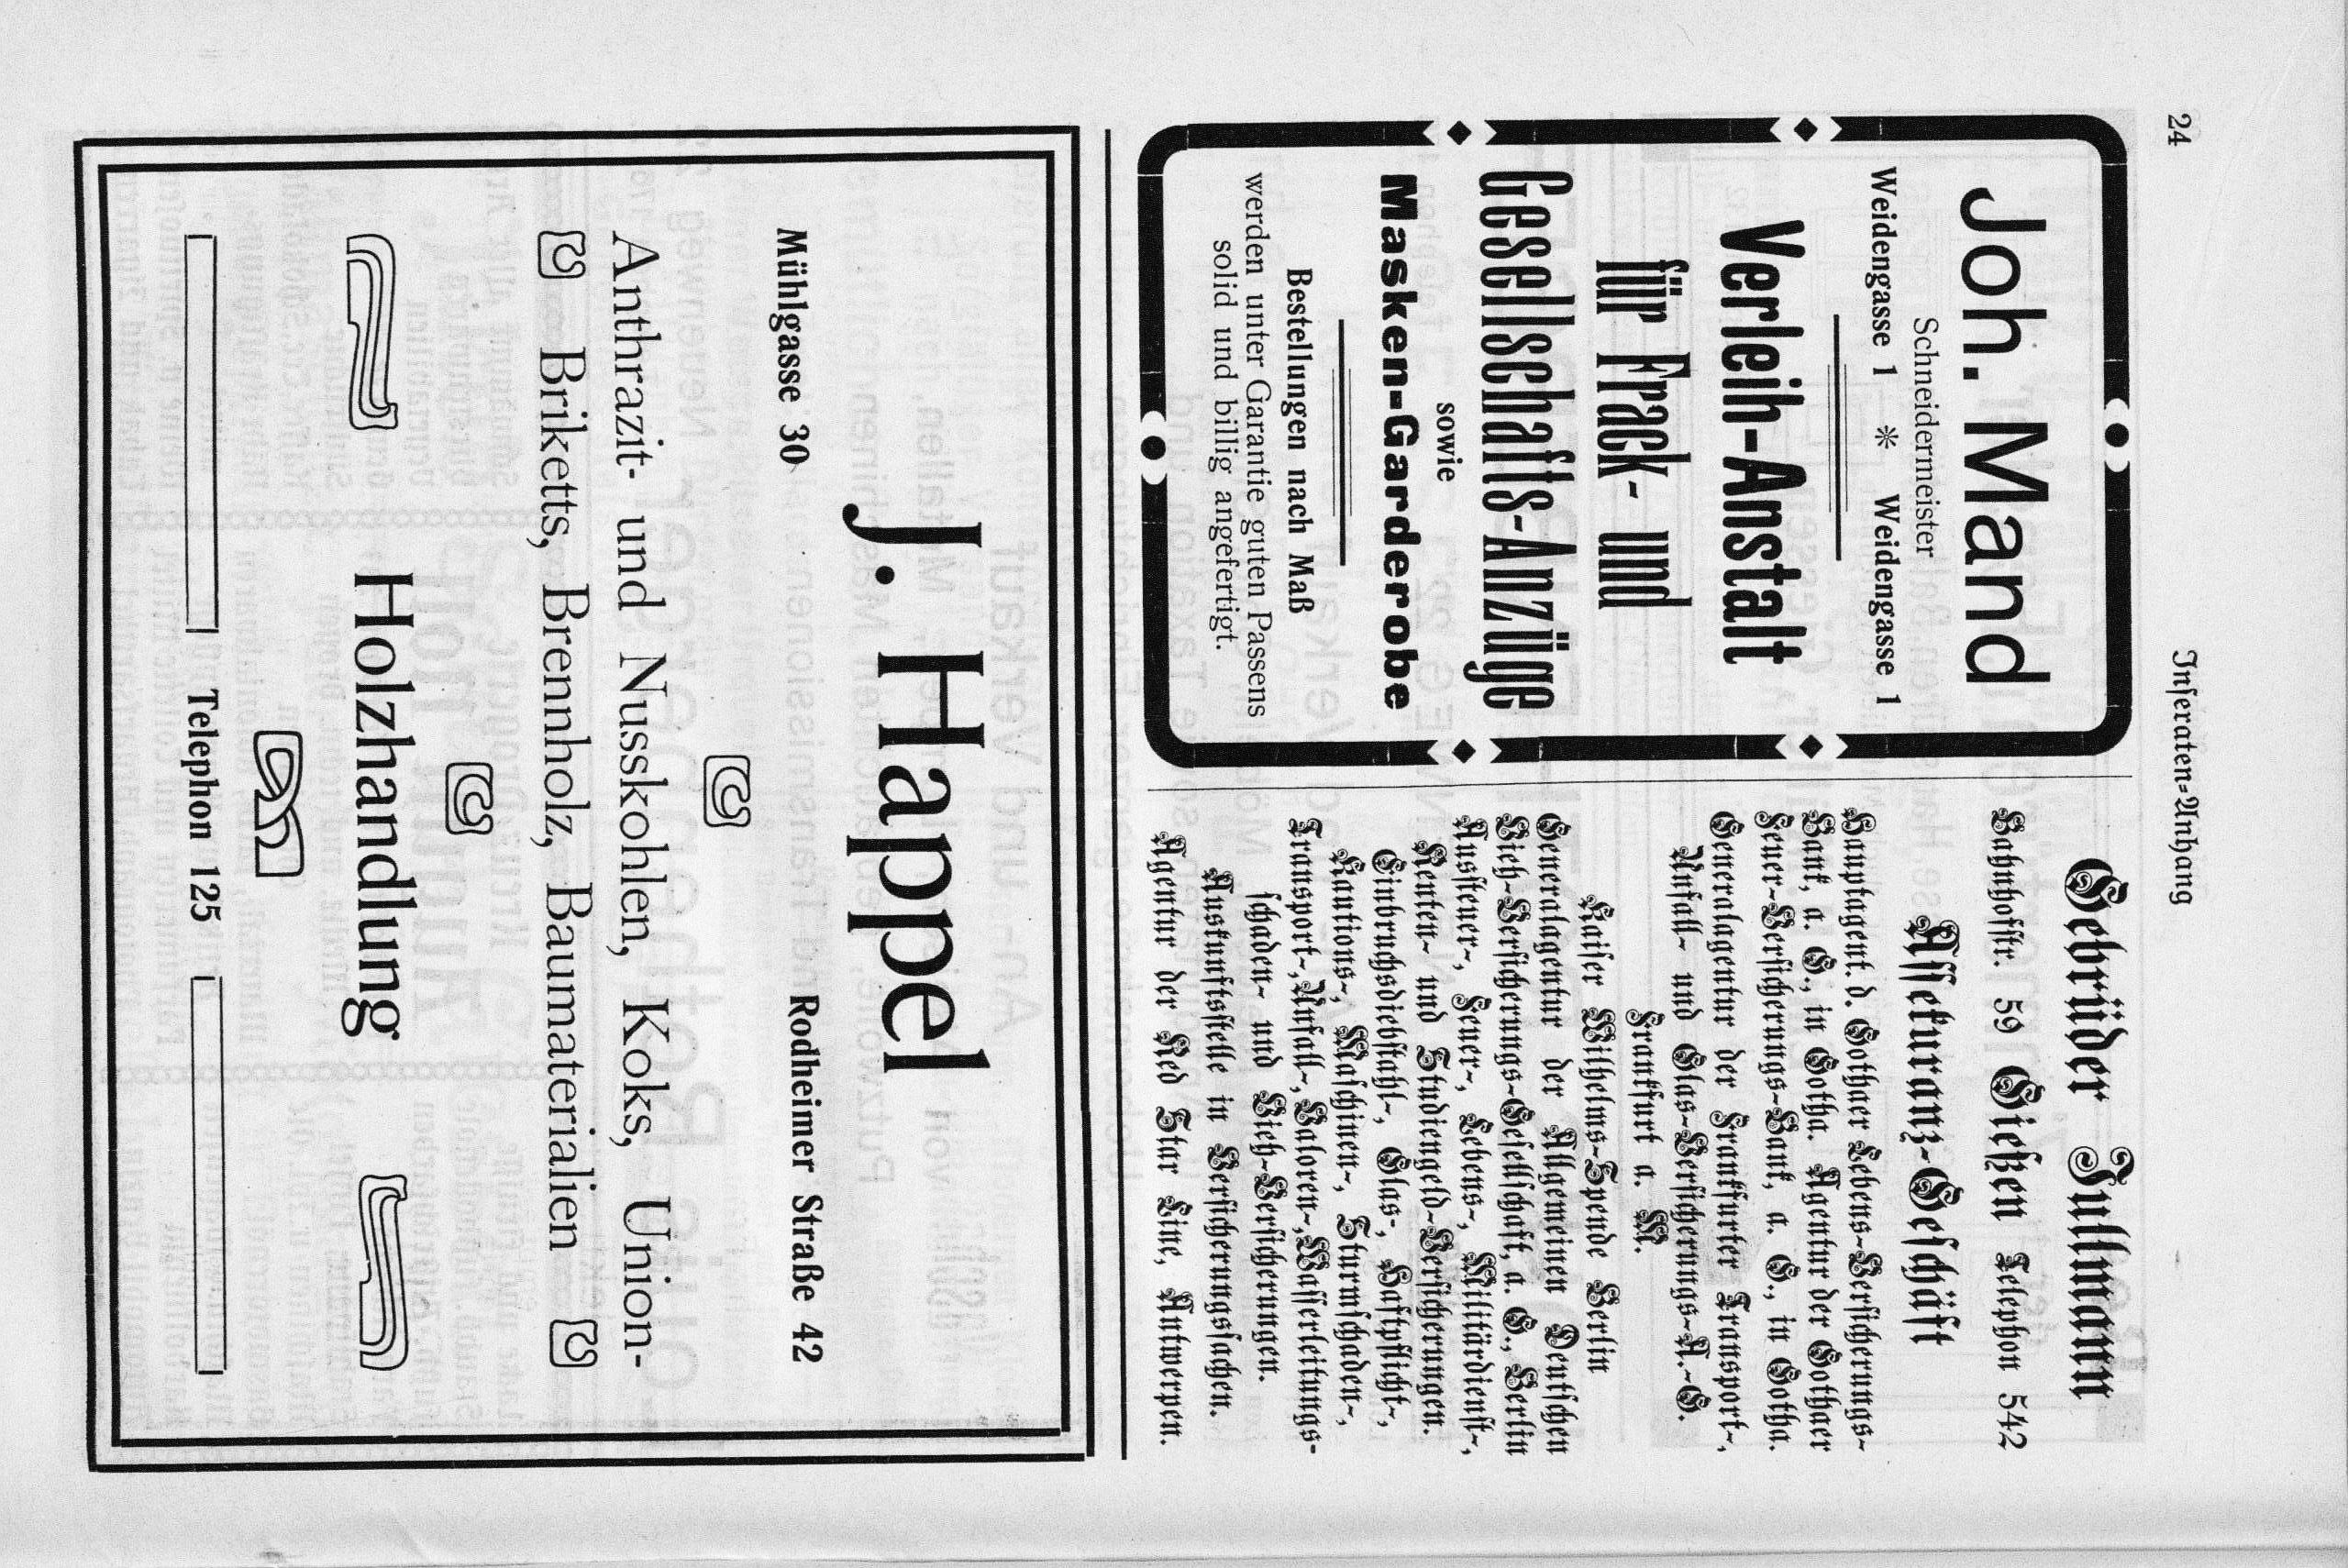 24
Inseraten-Anhang
Joh. Mand
Schneidermeister
Weidengasse 1 * Weidengasse 1
Verleih-Anstalt
für Frack- und
Gesellschafts-Anzüge
sowie
Masken-Garderobe
Bestellungen nach Maß
werden unter Garantie guten Passens
solid und billig angefertigt.
Gebrüder Jullmann
Bahnhofstr. 59 Gießen Telephon 542
Assekuranz-Geschäft
Hauptagent. d. Gothaer Lebens-Versicherungs-
Bank, a. G., in Gotha. Agentur der Gothaer
Feuer-Versicherungs-Bank, a. G., in Gotha.
Generalagentur der Frankfurter Transport-,
Unfall- und Glas-Versicherungs-A.-G.
Frankfurt a. M.
Kaiser Wilhelms-Spende Berlin
Generalagentur der Allgemeinen Deutschen
Vieh-Versicherungs-Gesellschaft, a. G., Berlin
Aussteuer-, Feuer-, Lebens-, Militärdienst-,
Renten- und Studiengeld-Versicherungen.
Einbruchsdiebstahl-, Glas-, Haftpflicht-,
Kautions-, Maschinen-, Sturmschaden-,
Transport-, Unfall-, Valoren-, Wasserleitungs-
schaden- und Vieh-Versicherungen.
Auskunftsstelle in Versicherungssachen.
Agentur der Red Star Line, Antwerpen.
J. Happel
Mühlgasse 30 Rodheimer Straße 42
Anthrazit- und Nusskohlen, Koks, Union-
Briketts, Brennholz, Baumaterialien
Holzhandlung
Telephon 125